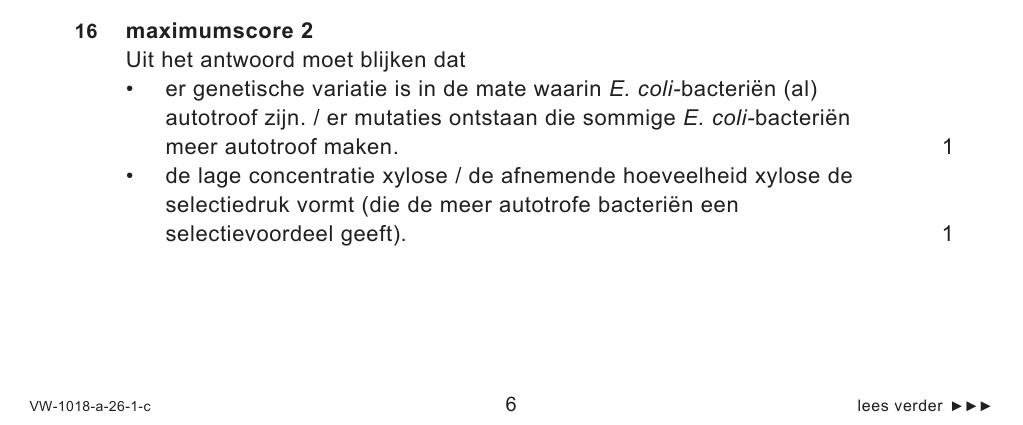 16 maximumscore 2
Uit het antwoord moet blijken dat
• er genetische variatie is in de mate waarin E. coli-bacteriën (al)
autotroof zijn. / er mutaties ontstaan die sommige E. coli-bacteriën
meer autotroof maken. 1
• de lage concentratie xylose / de afnemende hoeveelheid xylose de
selectiedruk vormt (die de meer autotrofe bacteriën een
selectievoordeel geeft). 1
VW-1018-a-26-1-c 6 lees verder ►►►